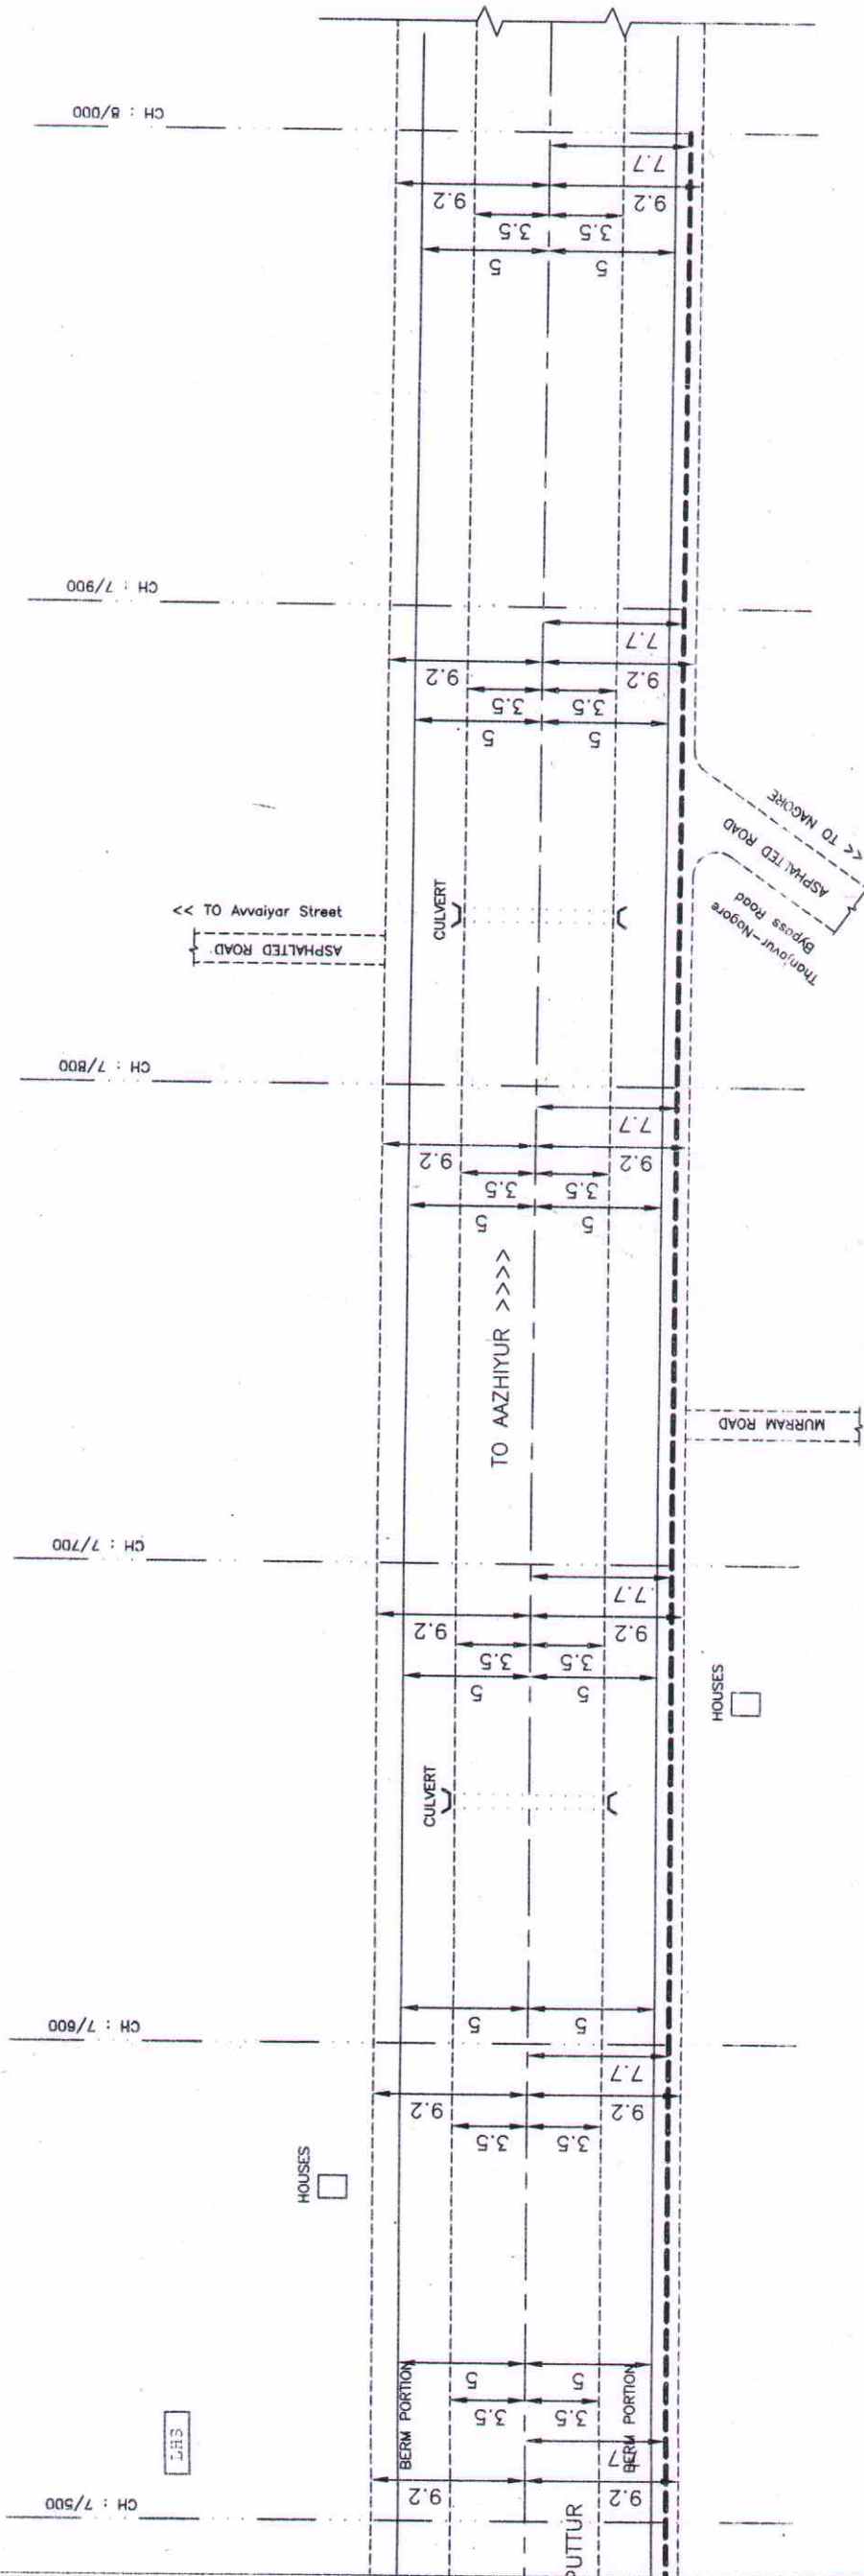 CH : 8/000
7.7
9.2
9.2
3.5
3.5
5
5
CH : 7/900
7.7
9.2
9.2
3.5
3.5
5
5
<< TO NAGORE
ASPHALTED ROAD
Thanjavur-Nagore
Bypass Road
CULVERT
<< TO Avvaiyar Street
ASPHALTED ROAD
CH : 7/800
7.7
9.2
9.2
3.5
3.5
5
5
TO AAZHIYUR >>>>
MURRAM ROAD
CH : 7/700
7.7
9.2
9.2
3.5
3.5
5
5
HOUSES
CULVERT
5
5
CH : 7/600
7.7
9.2
9.2
3.5
3.5
HOUSES
5
5
BERM PORTION
BERM PORTION
3.5
3.5
LHS
7.7
9.2
9.2
CH : 7/500
PUTTUR